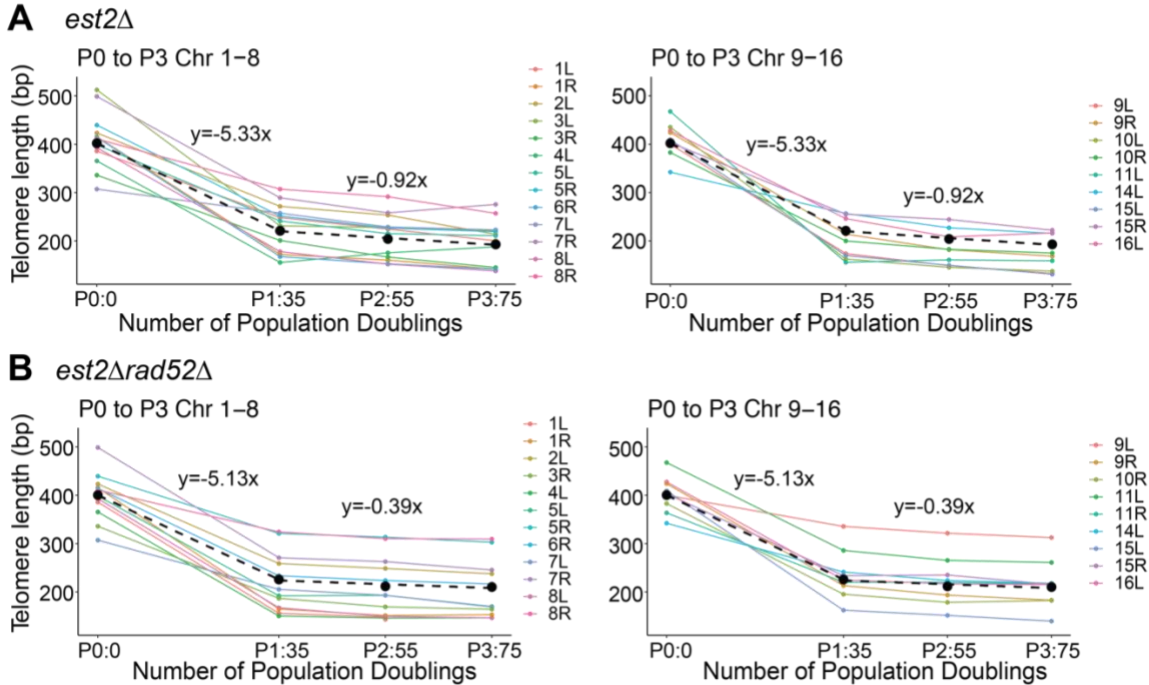 A est2Δ
P0 to P3 Chr 1−8
Telomere length (bp)
500
400
300
200
y=-5.33x
y=-0.92x
P0:0 P1:35 P2:55 P3:75
Number of Population Doublings
1L
1R
2L
3L
3R
4L
5L
5R
6R
7L
7R
8L
8R
P0 to P3 Chr 9−16
Telomere length (bp)
500
400
300
200
y=-5.33x
y=-0.92x
P0:0 P1:35 P2:55 P3:75
Number of Population Doublings
9L
9R
10L
10R
11L
14L
15L
15R
16L
B est2Δrad52Δ
P0 to P3 Chr 1−8
Telomere length (bp)
500
400
300
200
y=-5.13x
y=-0.39x
P0:0 P1:35 P2:55 P3:75
Number of Population Doublings
1L
1R
2L
3R
4L
5L
5R
6R
7L
7R
8L
8R
P0 to P3 Chr 9−16
Telomere length (bp)
500
400
300
200
y=-5.13x
y=-0.39x
P0:0 P1:35 P2:55 P3:75
Number of Population Doublings
9L
9R
10R
11L
11R
14L
15L
15R
16L